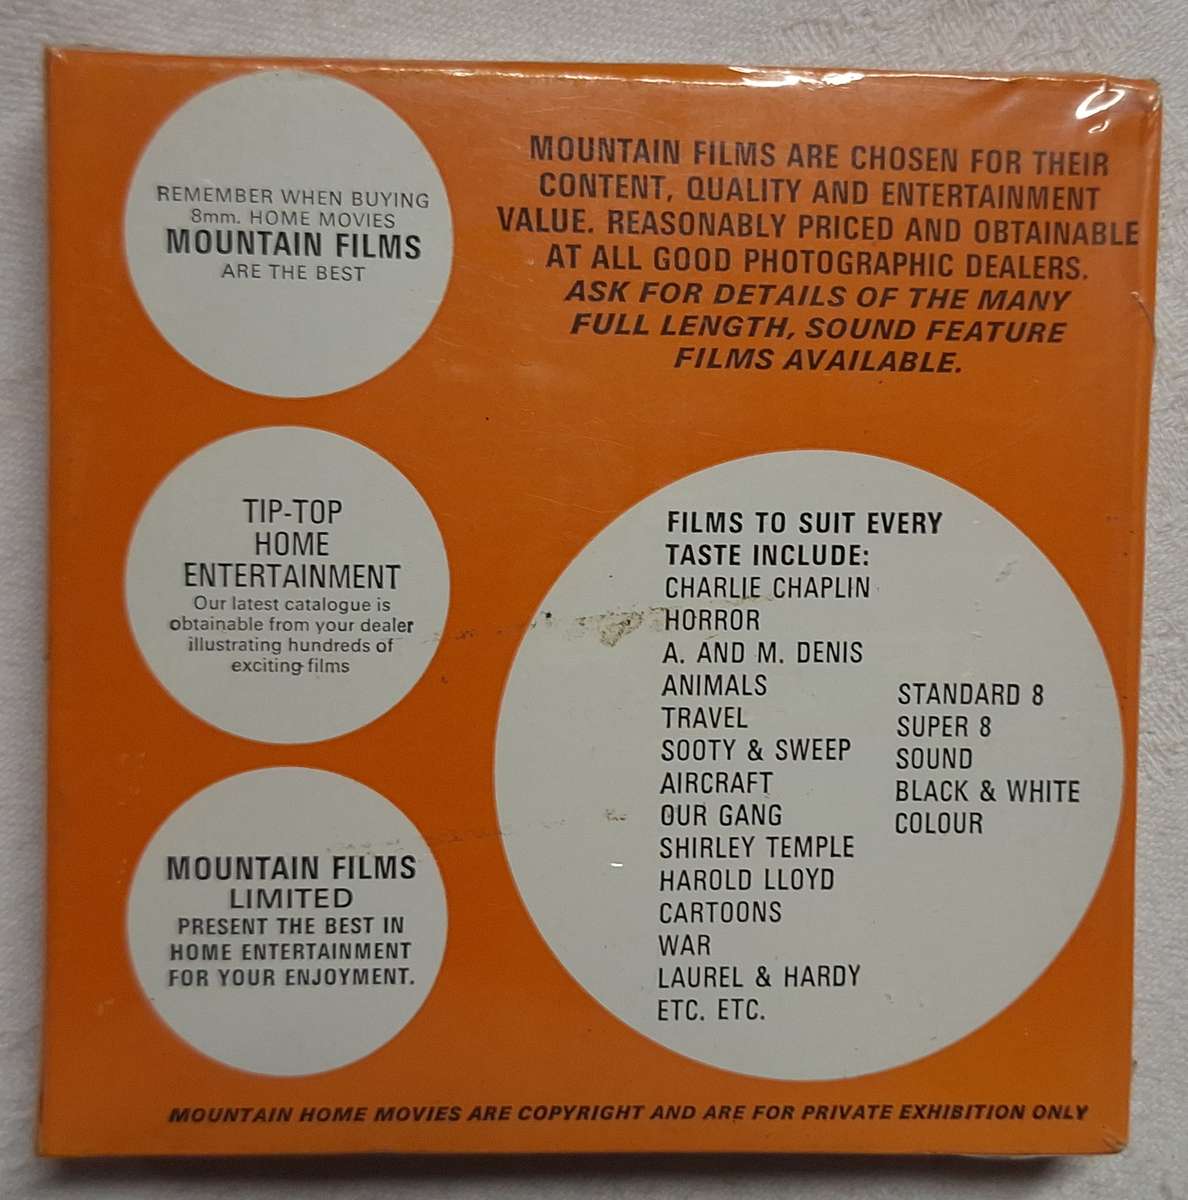 REMEMBER WHEN BUYING
8mm. HOME MOVIES
MOUNTAIN FILMS
ARE THE BEST
MOUNTAIN FILMS ARE CHOSEN FOR THEIR
CONTENT, QUALITY AND ENTERTAINMENT
VALUE. REASONABLY PRICED AND OBTAINABLE
AT ALL GOOD PHOTOGRAPHIC DEALERS.
ASK FOR DETAILS OF THE MANY
FULL LENGTH, SOUND FEATURE
FILMS AVAILABLE.
TIP-TOP
HOME
ENTERTAINMENT
Our latest catalogue is
obtainable from your dealer
illustrating hundreds of
exciting films
MOUNTAIN FILMS
LIMITED
PRESENT THE BEST IN
HOME ENTERTAINMENT
FOR YOUR ENJOYMENT.
FILMS TO SUIT EVERY
TASTE INCLUDE:
CHARLIE CHAPLIN
HORROR
A. AND M. DENIS
ANIMALS
TRAVEL
SOOTY & SWEEP
AIRCRAFT
OUR GANG
SHIRLEY TEMPLE
HAROLD LLOYD
CARTOONS
WAR
LAUREL & HARDY
ETC. ETC.
STANDARD 8
SUPER 8
SOUND
BLACK & WHITE
COLOUR
MOUNTAIN HOME MOVIES ARE COPYRIGHT AND ARE FOR PRIVATE EXHIBITION ONLY